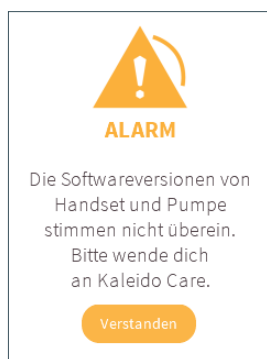 ALARM
Die Softwareversionen von
Handset und Pumpe
stimmen nicht überein.
Bitte wende dich
an Kaleido Care.
Verstanden